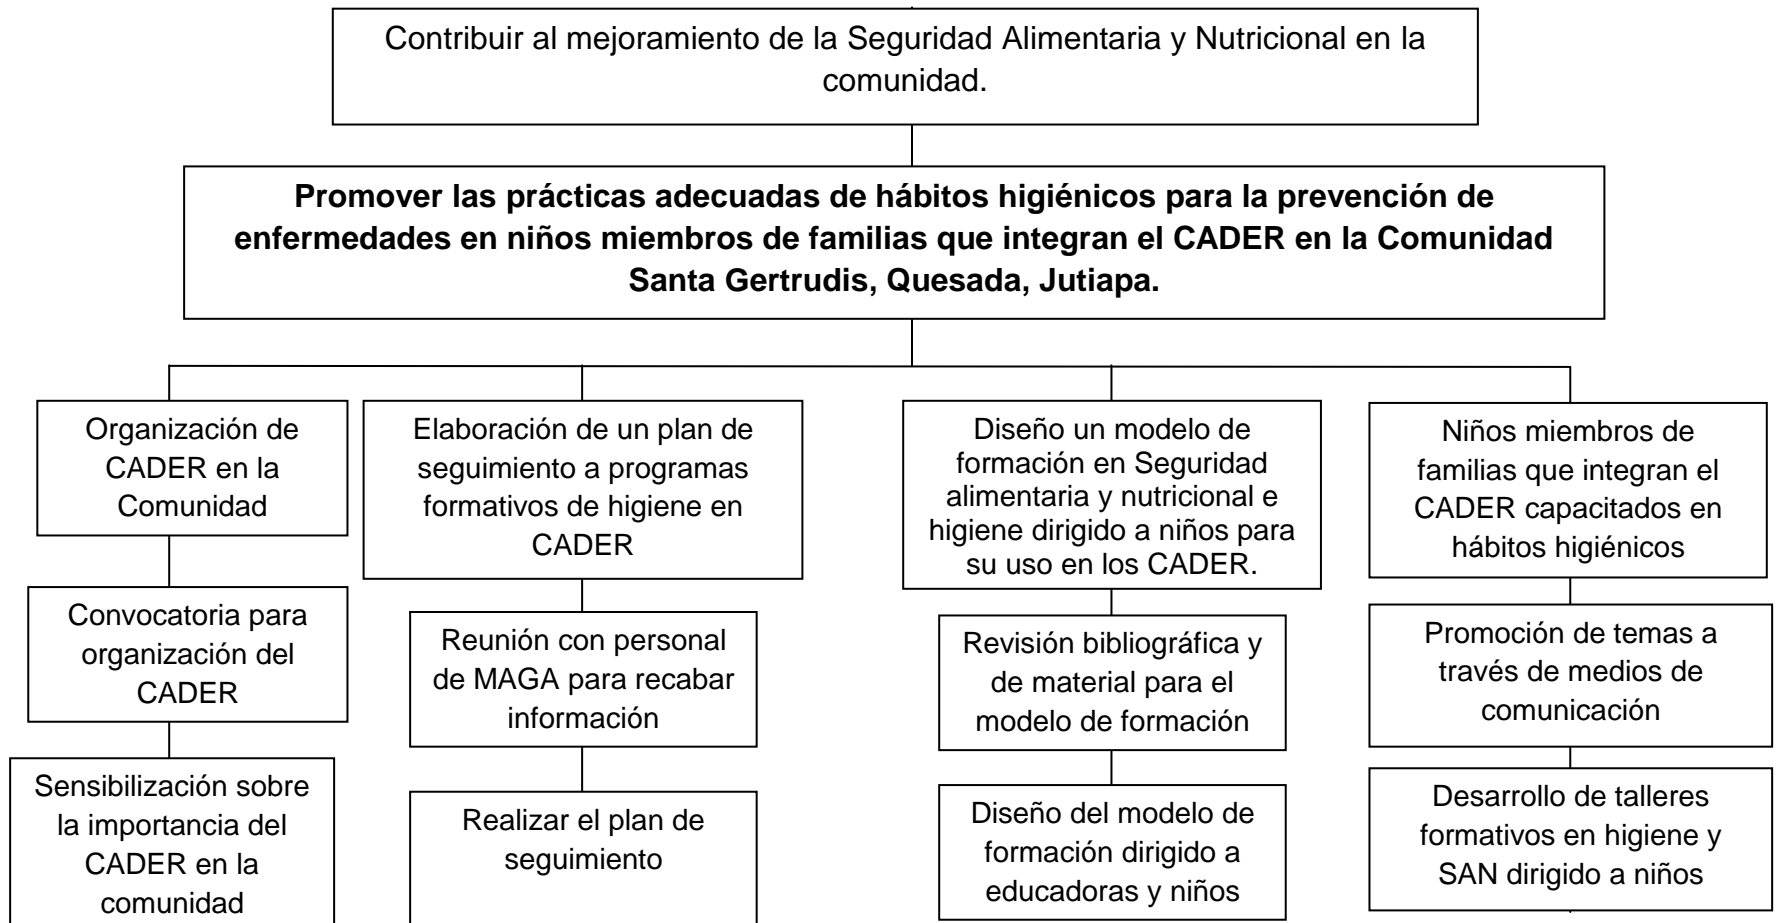 Contribuir al mejoramiento de la Seguridad Alimentaria y Nutricional en la
comunidad.
Promover las prácticas adecuadas de hábitos higiénicos para la prevención de
enfermedades en niños miembros de familias que integran el CADER en la Comunidad
Santa Gertrudis, Quesada, Jutiapa.
Organización de
CADER en la
Comunidad
Convocatoria para
organización del
CADER
Sensibilización sobre
la importancia del
CADER en la
comunidad
Elaboración de un plan de
seguimiento a programas
formativos de higiene en
CADER
Reunión con personal
de MAGA para recabar
información
Realizar el plan de
seguimiento
Diseño un modelo de
formación en Seguridad
alimentaria y nutricional e
higiene dirigido a niños para
su uso en los CADER.
Revisión bibliográfica y
de material para el
modelo de formación
Diseño del modelo de
formación dirigido a
educadoras y niños
Niños miembros de
familias que integran el
CADER capacitados en
hábitos higiénicos
Promoción de temas a
través de medios de
comunicación
Desarrollo de talleres
formativos en higiene y
SAN dirigido a niños